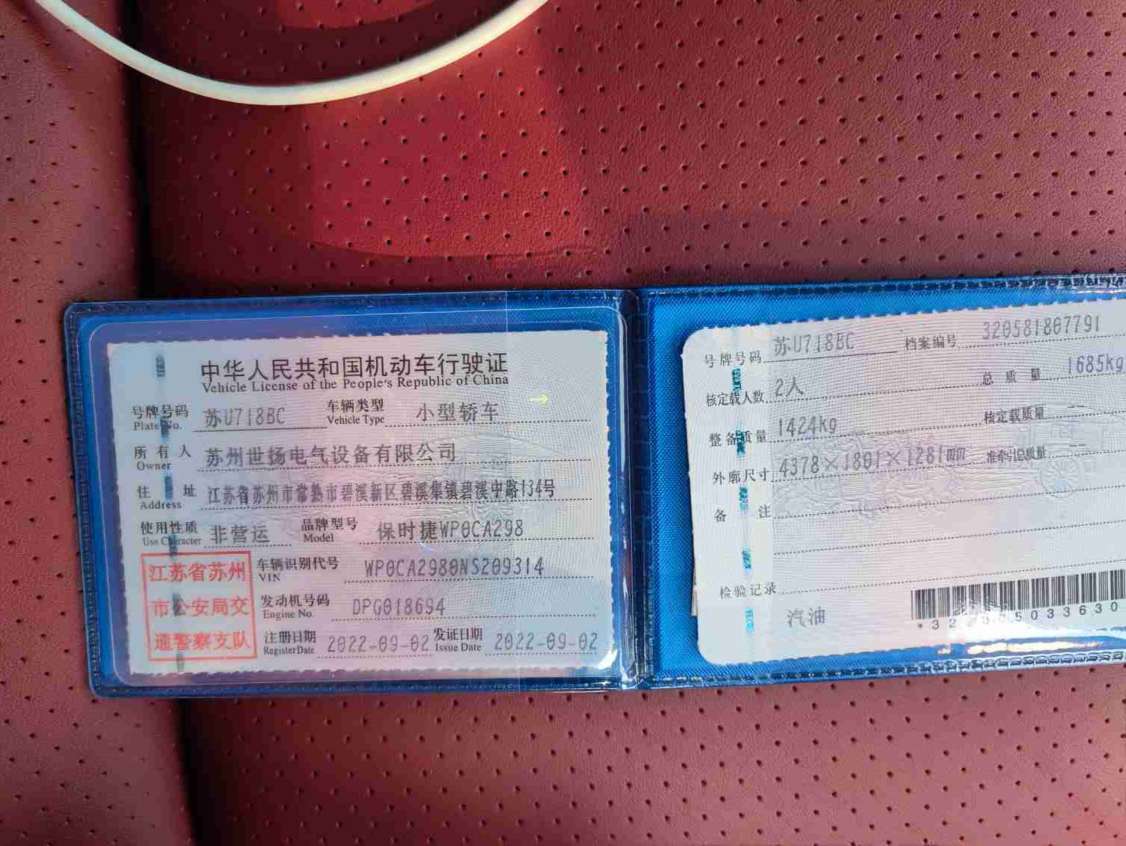 中华人民共和国机动车行驶证
Vehicle License of the People's Republic of China
号牌号码 苏U718BC 车辆类型 小型轿车
Plate No. Vehicle Type
所有人 苏州世扬电气设备有限公司
Owner
住址 江苏省苏州市常熟市碧溪新区碧溪集镇碧溪中路134号
Address
使用性质 非营运 品牌型号 保时捷WP0CA298
Use Character Model
江苏省苏州
市公安局交
通警察支队
车辆识别代号 WP0CA2980NS209314
VIN
发动机号码 DPG018694
Engine No.
注册日期 2022-09-02 发证日期 2022-09-02
Register Date Issue Date
号牌号码 苏U718BC 档案编号 320581807791
核定载人数 2人 总质量 1685kg
整备质量 1424kg 核定载质量 --
外廓尺寸 4378×1801×1281mm 准牵引总质量 --
备注
检验记录
汽油